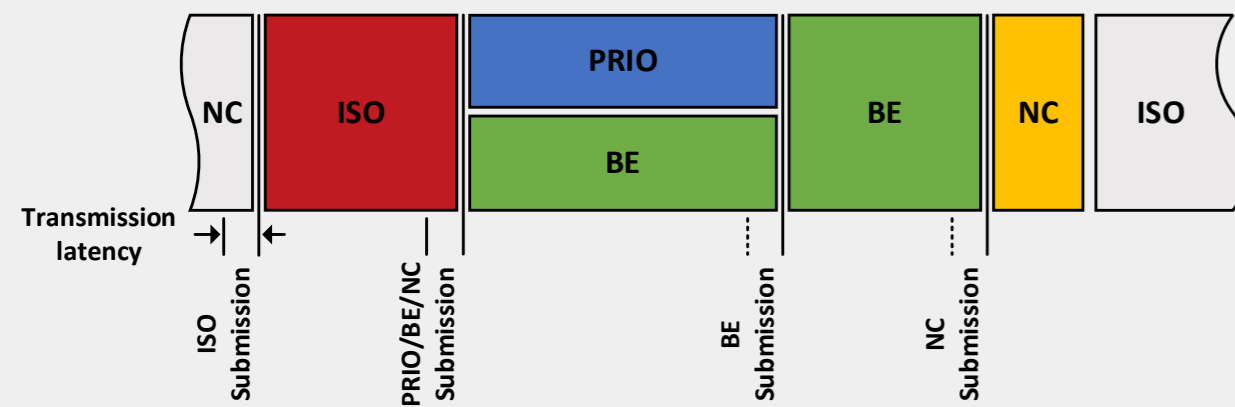 PRIO
NC
ISO
BE
NC
ISO
BE
Transmission
latency
ISO
Submission
PRIO/BE/NC
Submission
BE
Submission
NC
Submission